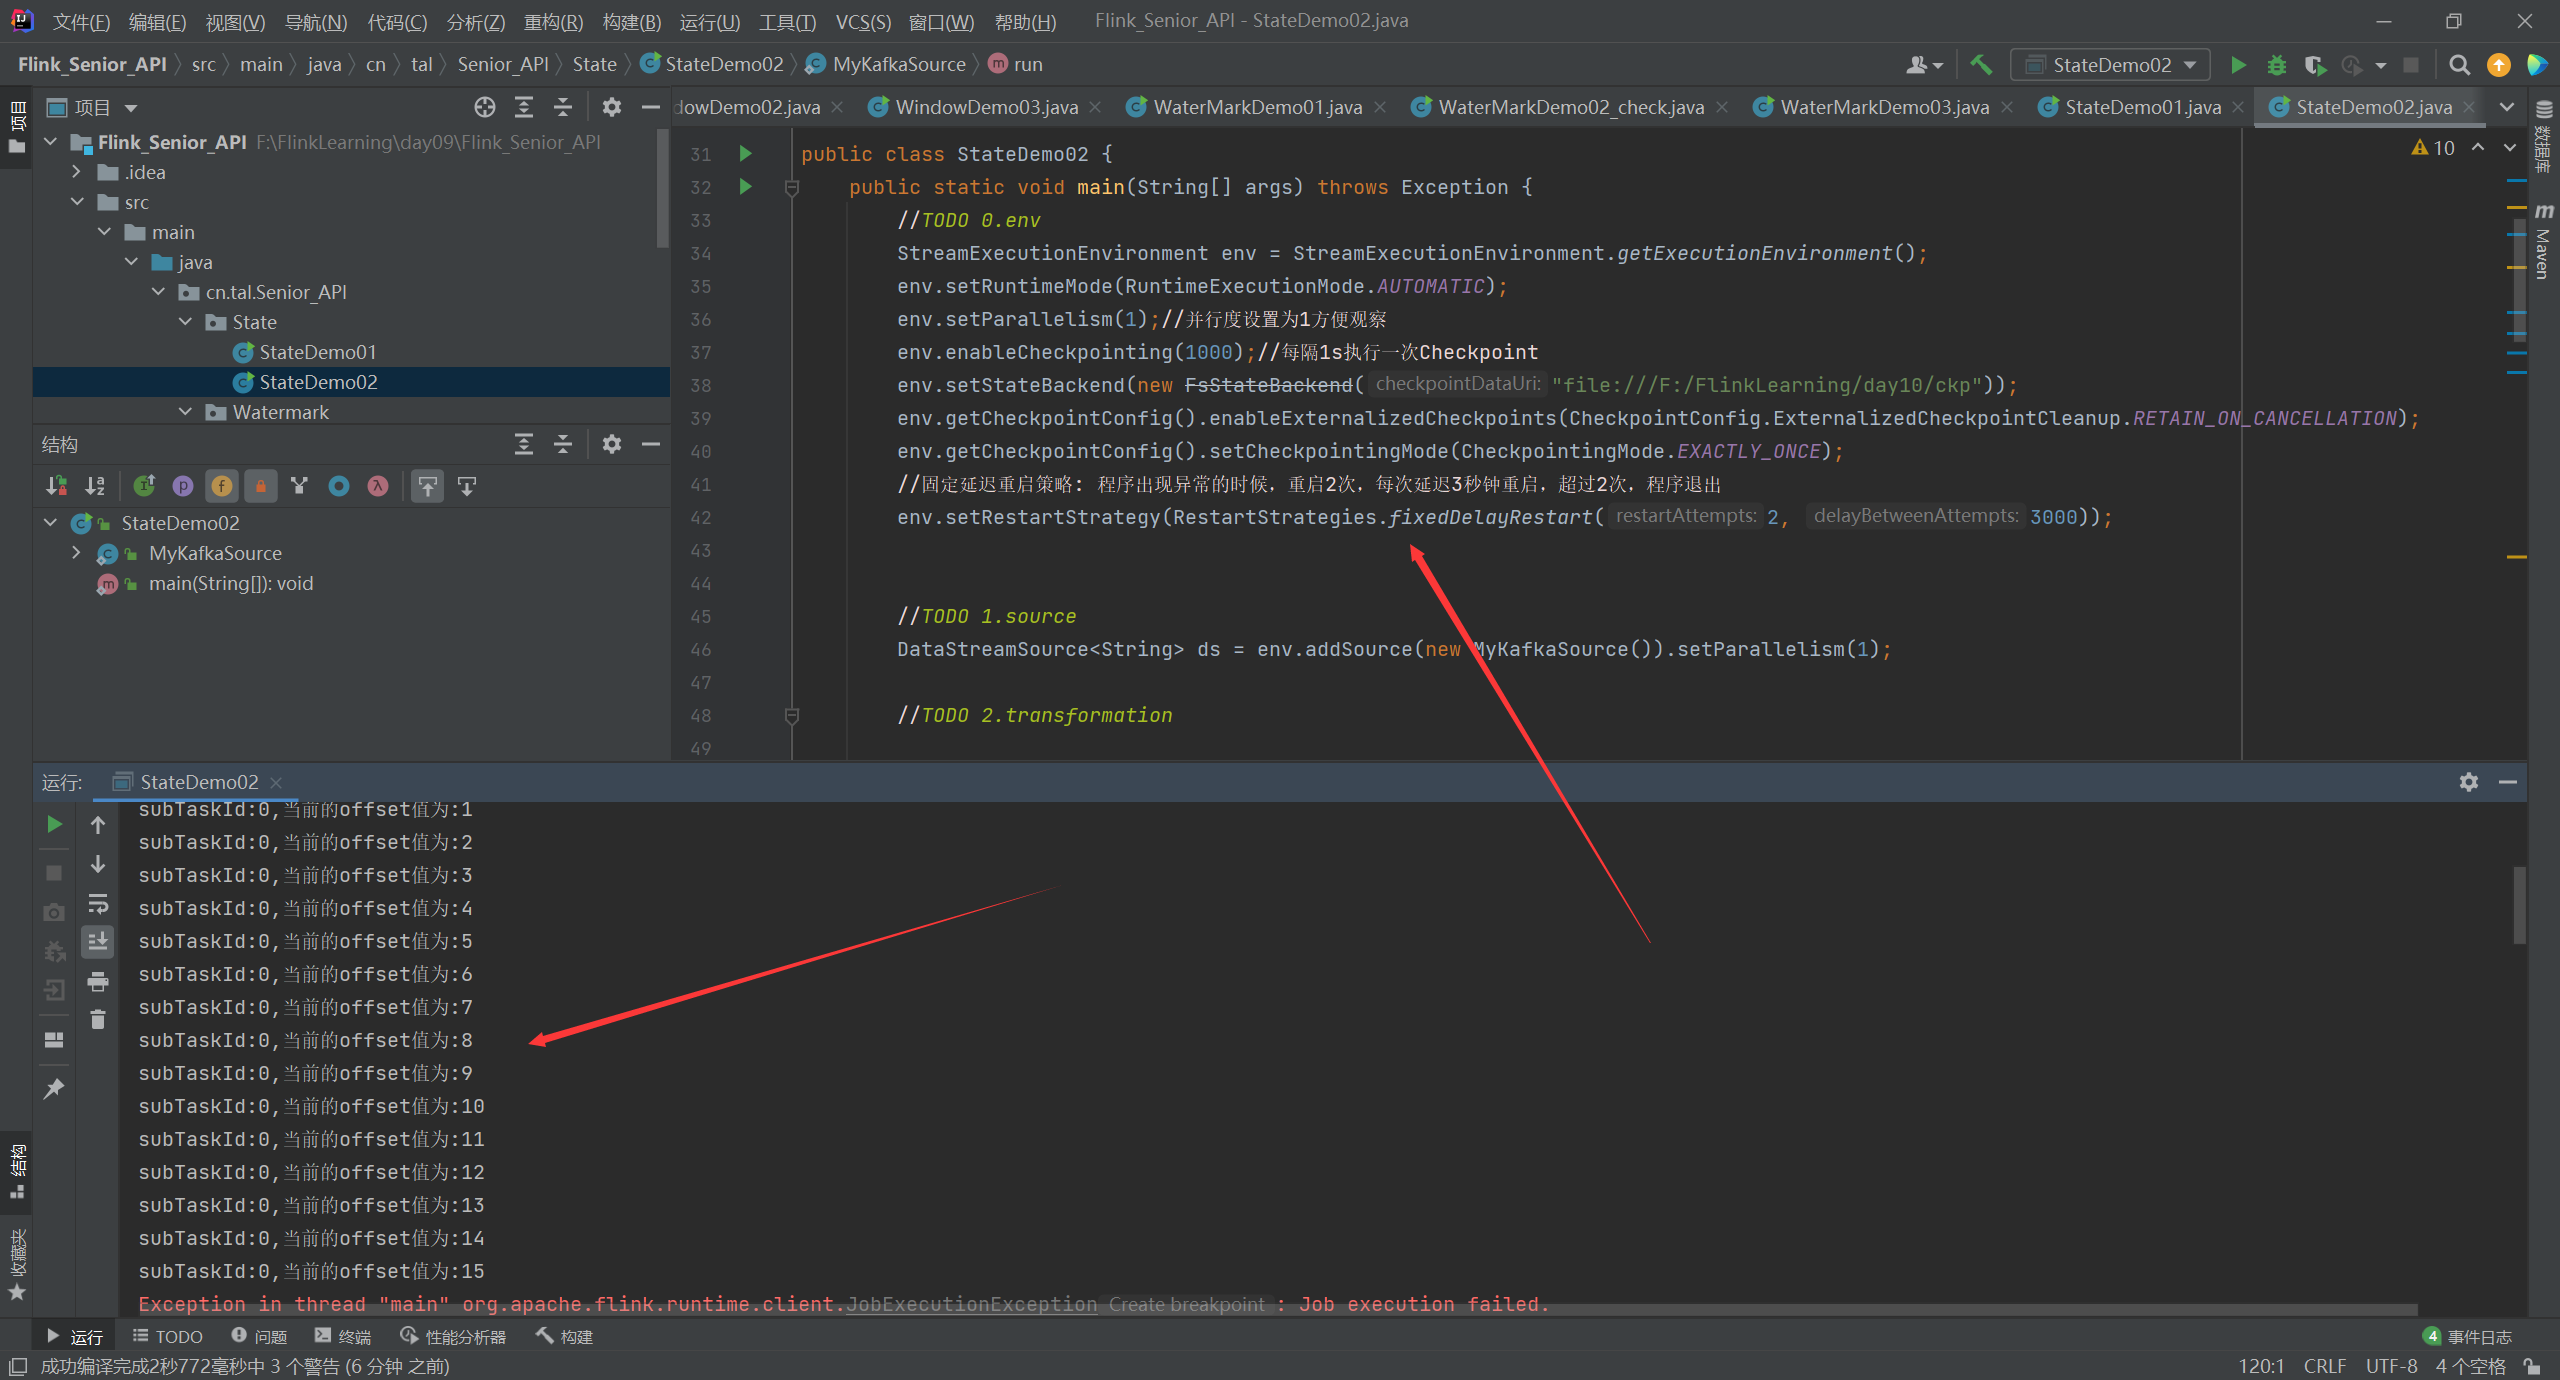 文件(F) 编辑(E) 视图(V) 导航(N) 代码(C) 分析(Z) 重构(R) 构建(B) 运行(U) 工具(T) VCS(S) 窗口(W) 帮助(H) Flink_Senior_API - StateDemo02.java
Flink_Senior_API src main java cn tal Senior_API State StateDemo02 MyKafkaSource run StateDemo02
项目
dowDemo02.java WindowDemo03.java WaterMarkDemo01.java WaterMarkDemo02_check.java WaterMarkDemo03.java StateDemo01.java StateDemo02.java
Flink_Senior_API F:\FlinkLearning\day09\Flink_Senior_API
.idea
src
main
java
cn.tal.Senior_API
State
StateDemo01
StateDemo02
Watermark
结构
StateDemo02
MyKafkaSource
main(String[]): void
10
31 public class StateDemo02 {
32 public static void main(String[] args) throws Exception {
33 //TODO 0.env
34 StreamExecutionEnvironment env = StreamExecutionEnvironment.getExecutionEnvironment();
35 env.setRuntimeMode(RuntimeExecutionMode.AUTOMATIC);
36 env.setParallelism(1);//并行度设置为1方便观察
37 env.enableCheckpointing(1000);//每隔1s执行一次Checkpoint
38 env.setStateBackend(new FsStateBackend( checkpointDataUri: "file:///F:/FlinkLearning/day10/ckp"));
39 env.getCheckpointConfig().enableExternalizedCheckpoints(CheckpointConfig.ExternalizedCheckpointCleanup.RETAIN_ON_CANCELLATION);
40 env.getCheckpointConfig().setCheckpointingMode(CheckpointingMode.EXACTLY_ONCE);
41 //固定延迟重启策略: 程序出现异常的时候，重启2次，每次延迟3秒钟重启，超过2次，程序退出
42 env.setRestartStrategy(RestartStrategies.fixedDelayRestart( restartAttempts: 2, delayBetweenAttempts: 3000));
43
44
45 //TODO 1.source
46 DataStreamSource<String> ds = env.addSource(new MyKafkaSource()).setParallelism(1);
47
48 //TODO 2.transformation
49
项目
结构
收藏夹
数据库
Maven
运行: StateDemo02
subTaskId:0,当前的offset值为:1
subTaskId:0,当前的offset值为:2
subTaskId:0,当前的offset值为:3
subTaskId:0,当前的offset值为:4
subTaskId:0,当前的offset值为:5
subTaskId:0,当前的offset值为:6
subTaskId:0,当前的offset值为:7
subTaskId:0,当前的offset值为:8
subTaskId:0,当前的offset值为:9
subTaskId:0,当前的offset值为:10
subTaskId:0,当前的offset值为:11
subTaskId:0,当前的offset值为:12
subTaskId:0,当前的offset值为:13
subTaskId:0,当前的offset值为:14
subTaskId:0,当前的offset值为:15
Exception in thread "main" org.apache.flink.runtime.client.JobExecutionException Create breakpoint : Job execution failed.
运行 TODO 问题 终端 性能分析器 构建 4 事件日志
成功编译完成2秒772毫秒中 3 个警告 (6 分钟 之前) 120:1 CRLF UTF-8 4 个空格